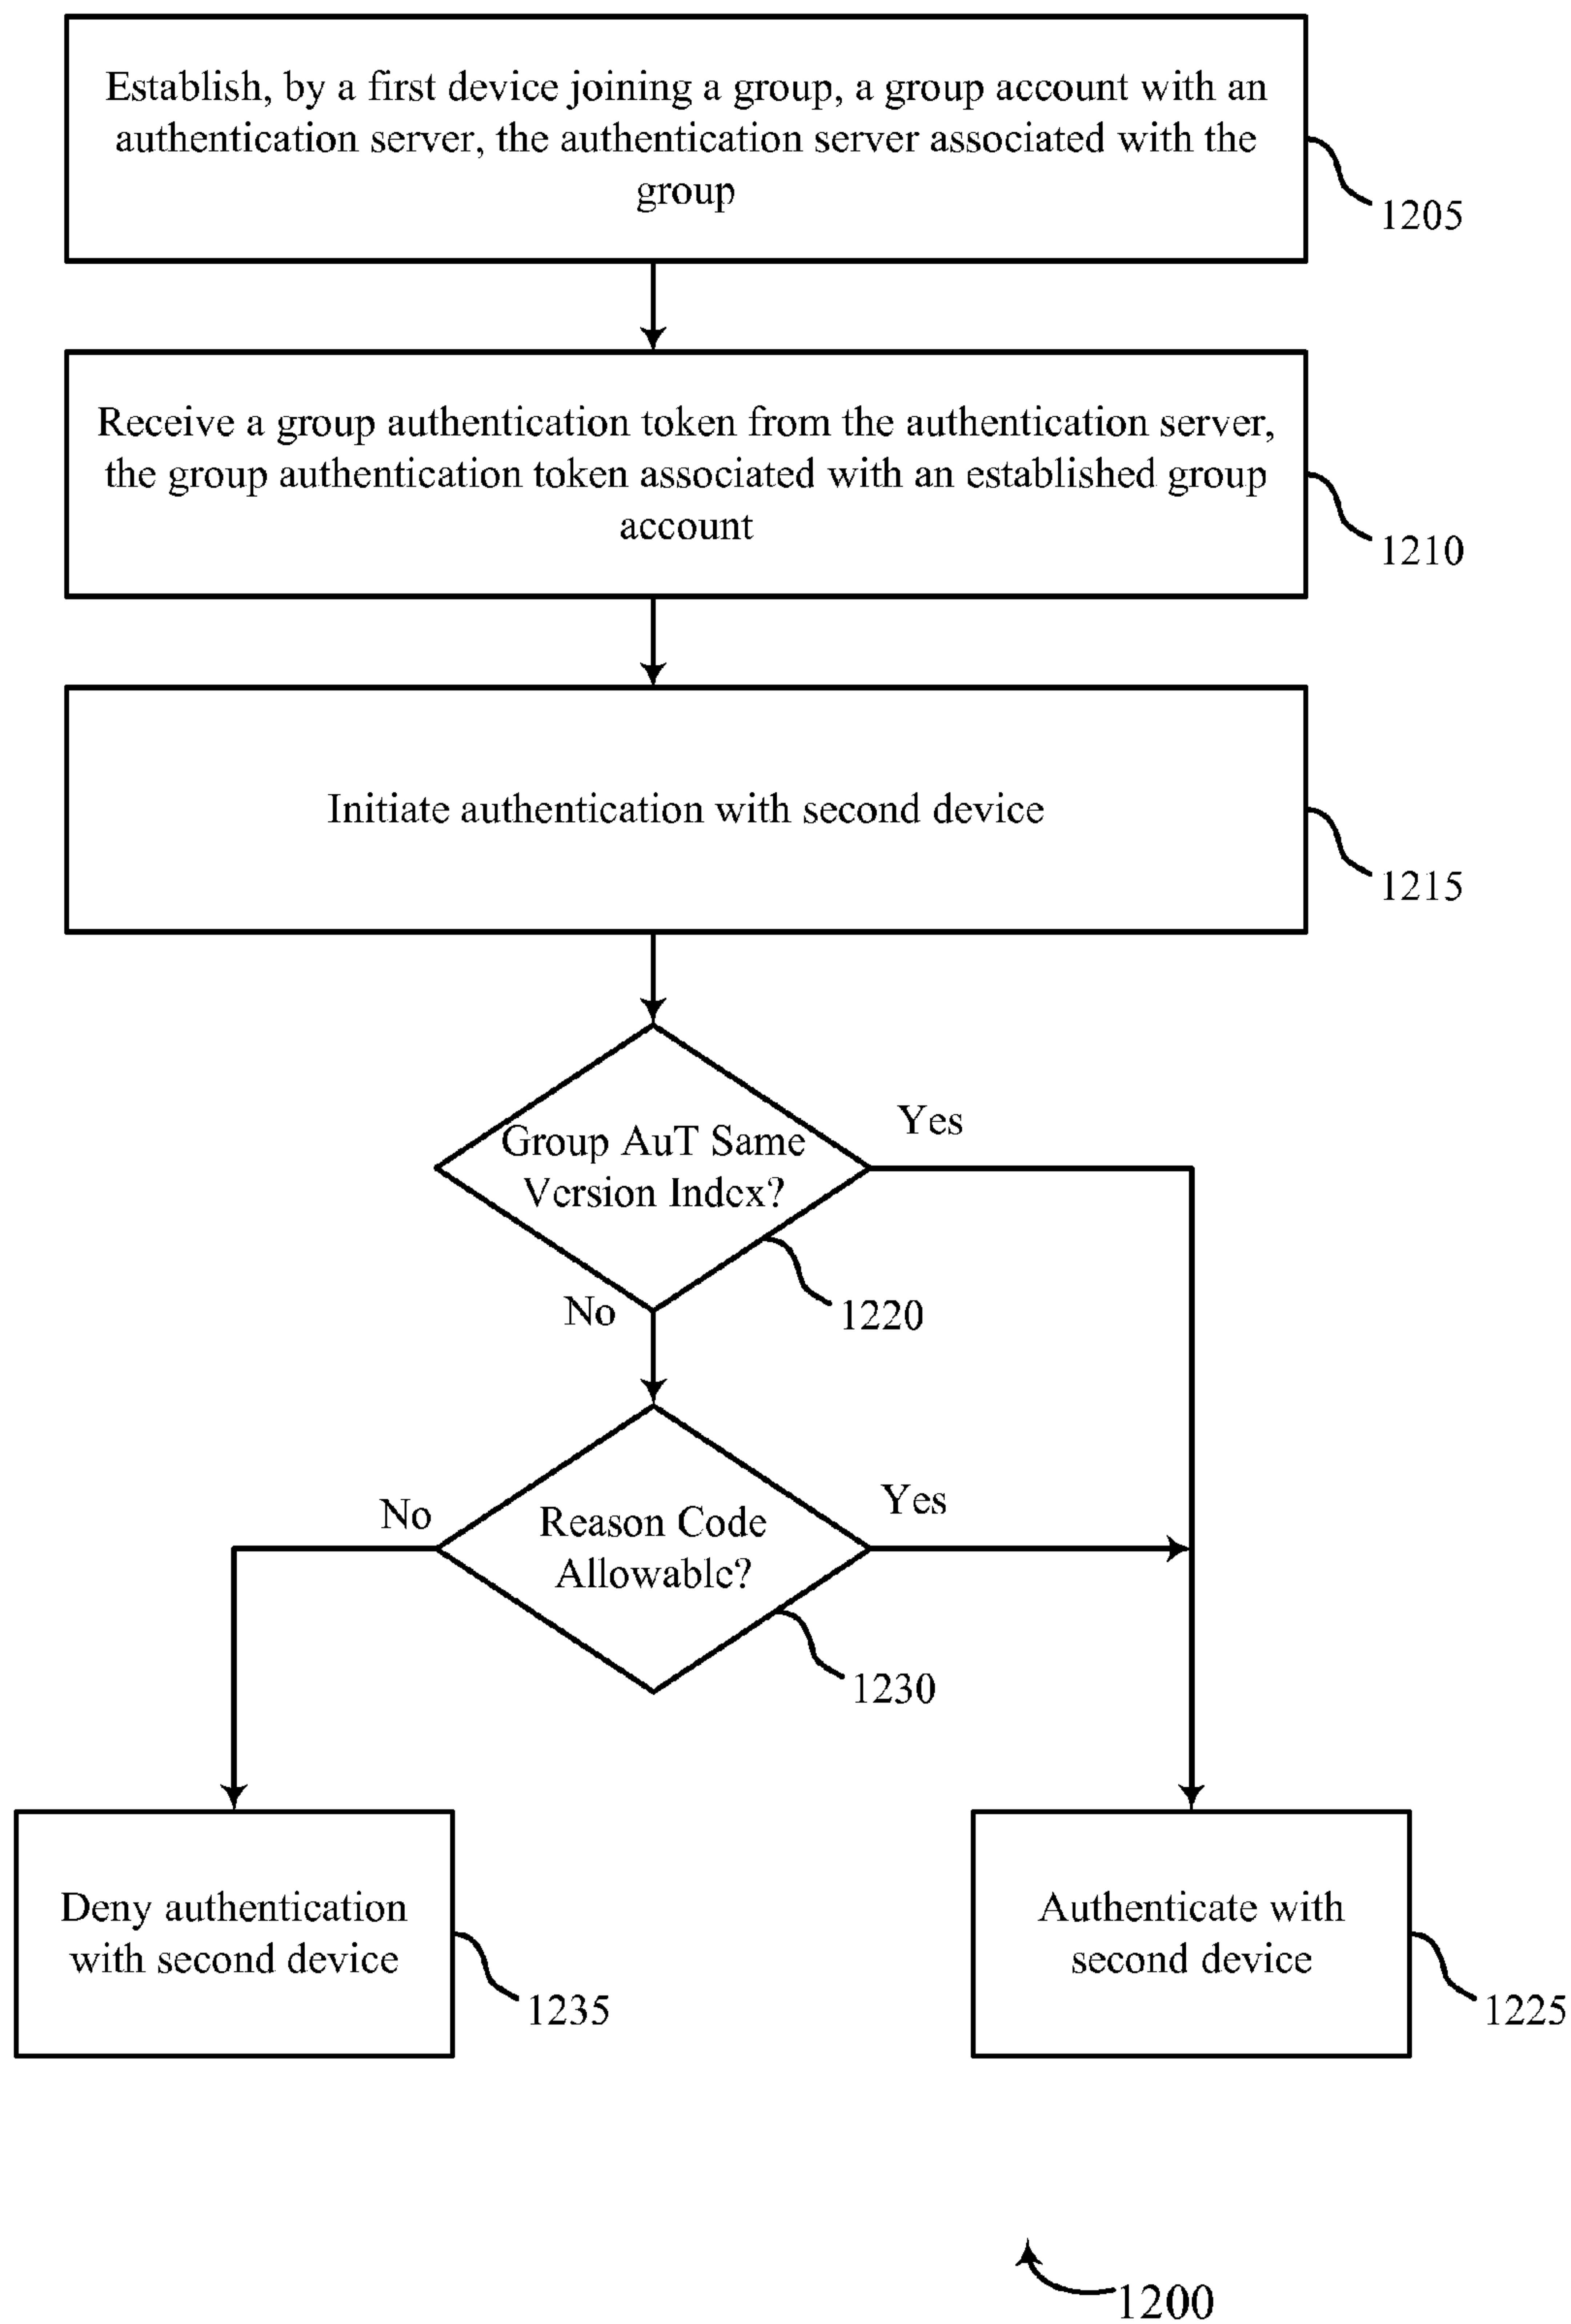 Establish, by a first device joining a group, a group account with an
authentication server, the authentication server associated with the
group
1205
Receive a group authentication token from the authentication server,
the group authentication token associated with an established group
account
1210
Initiate authentication with second device
1215
Group AuT Same
Version Index?
Yes
No
1220
Reason Code
Allowable?
No
Yes
1230
Deny authentication
with second device
1235
Authenticate with
second device
1225
1200